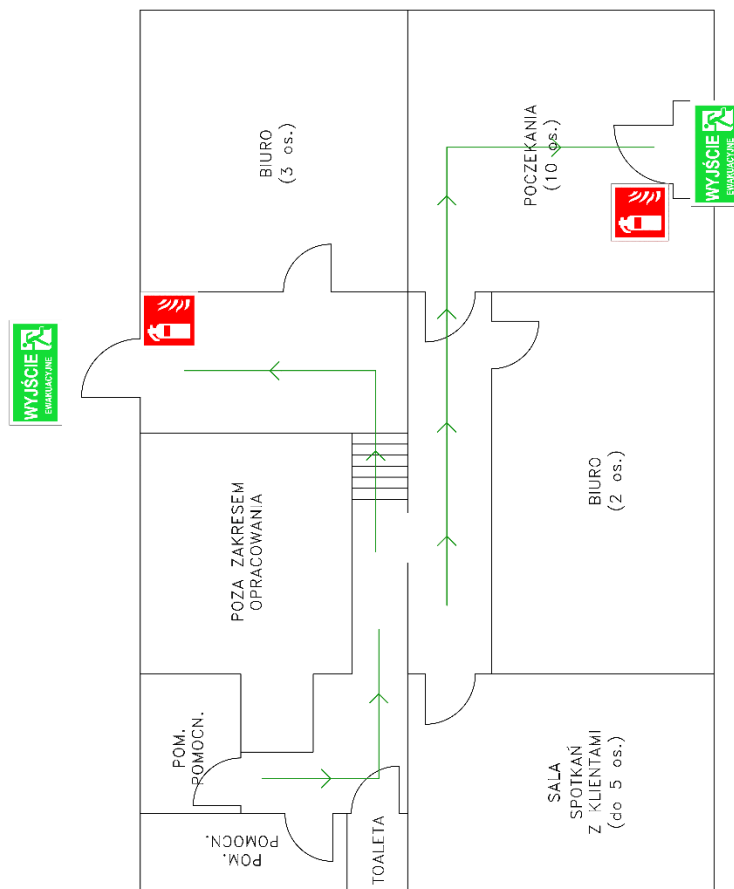 BIURO
(3 os.)
POCZEKANIA
(10 os.)
WYJŚCIE
EWAKUACYJNE
WYJŚCIE
EWAKUACYJNE
POZA ZAKRESEM
OPRACOWANIA
BIURO
(2 os.)
POM.
POMOCN.
POM.
POMOCN.
TOALETA
SALA
SPOTKAŃ
Z KLIENTAMI
(do 5 os.)